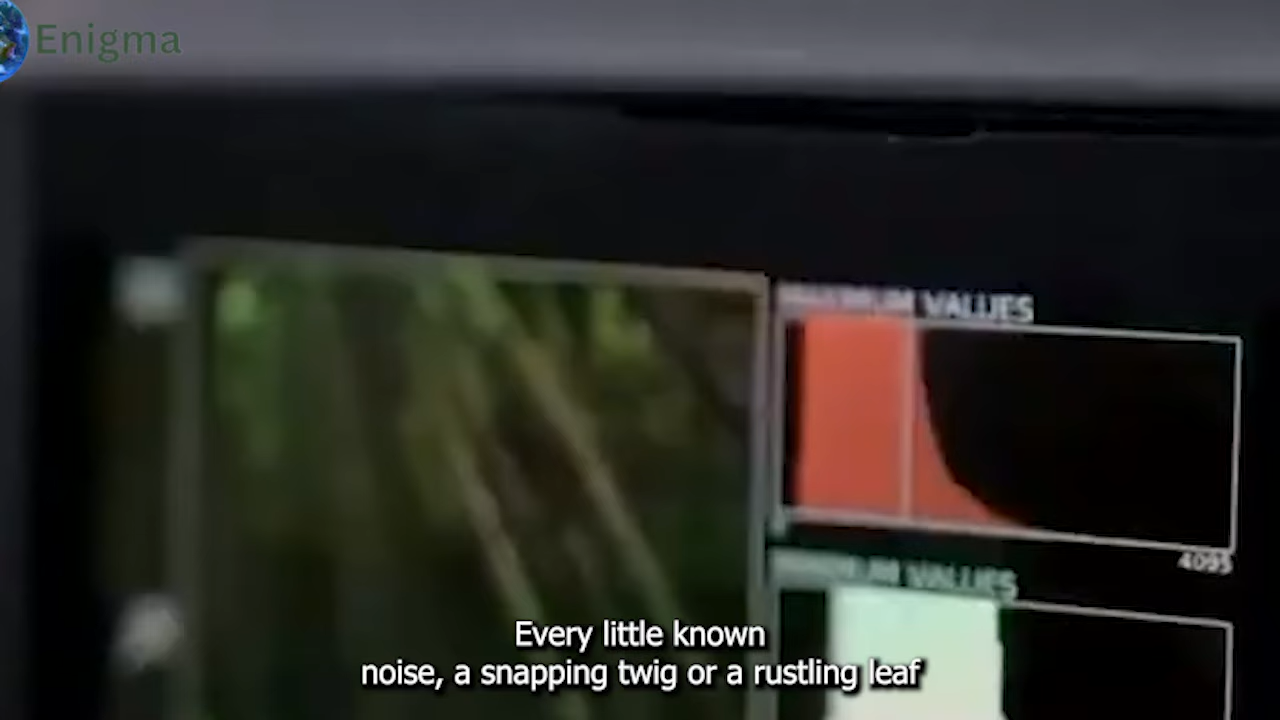 Enigma
VALUES
4095
VALUES
Every little known
noise, a snapping twig or a rustling leaf